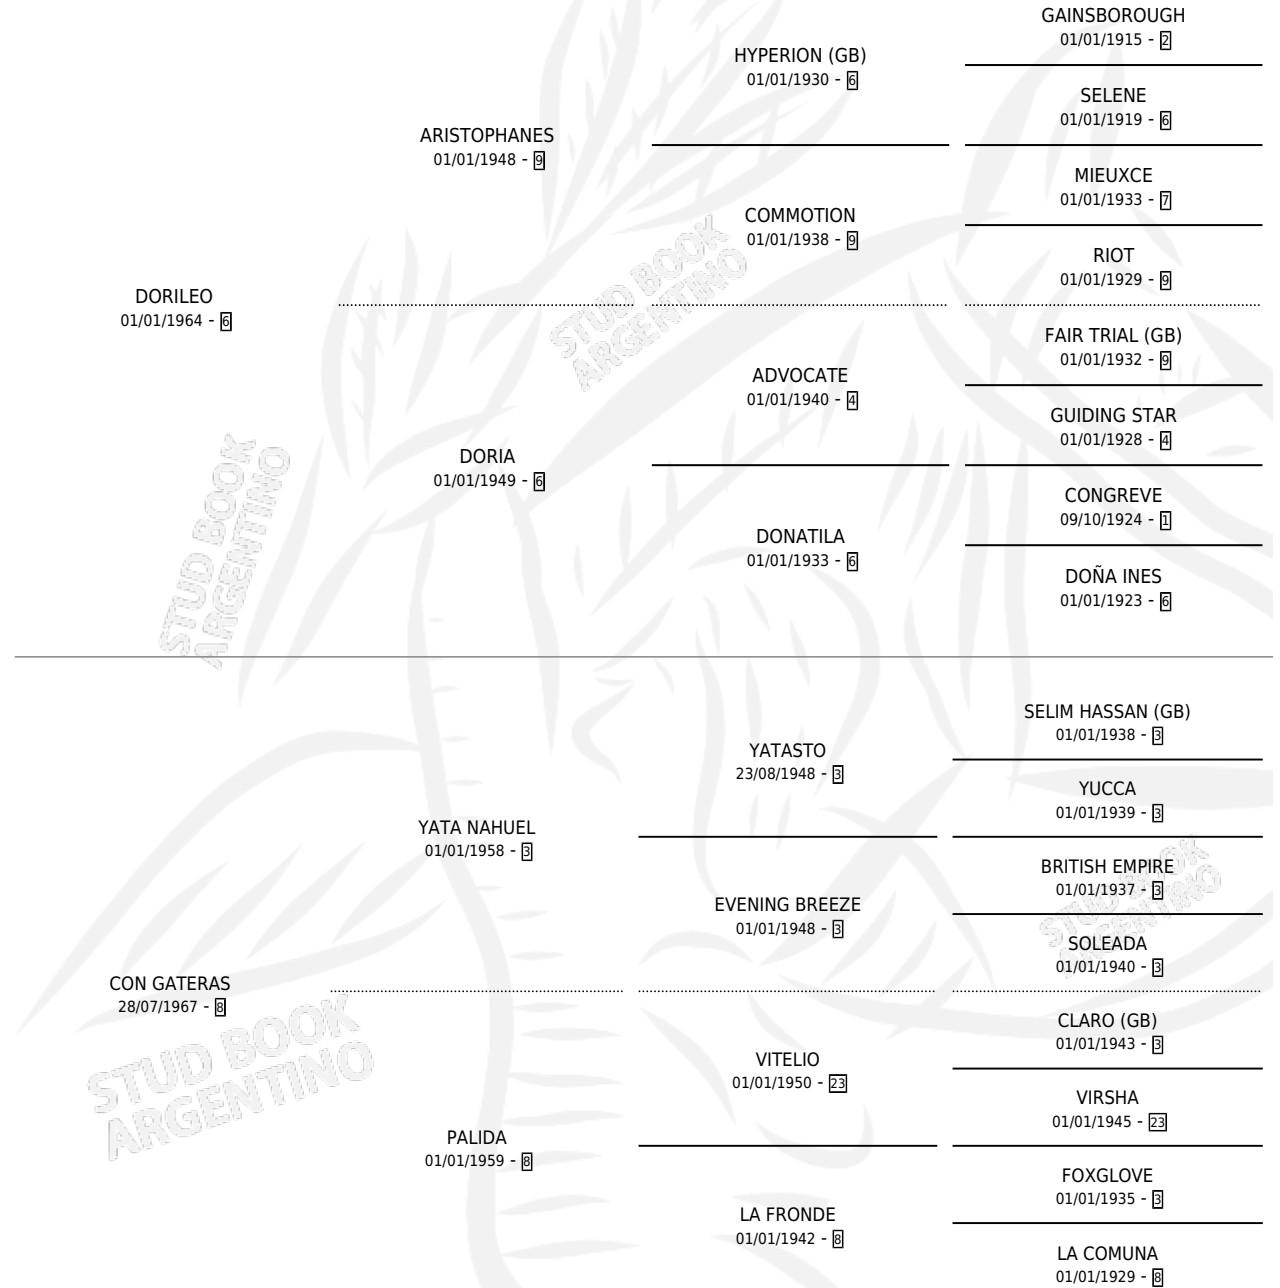 GAINSBOROUGH
01/01/1915 - 2
HYPERION (GB)
01/01/1930 - 6
SELENE
01/01/1919 - 6
ARISTOPHANES
01/01/1948 - 9
MIEUXCE
01/01/1933 - 7
COMMOTION
01/01/1938 - 9
RIOT
01/01/1929 - 9
DORILEO
01/01/1964 - 6
FAIR TRIAL (GB)
01/01/1932 - 9
ADVOCATE
01/01/1940 - 4
GUIDING STAR
01/01/1928 - 4
DORIA
01/01/1949 - 6
CONGREVE
09/10/1924 - 1
DONATILA
01/01/1933 - 6
DOÑA INES
01/01/1923 - 6
SELIM HASSAN (GB)
01/01/1938 - 3
YATASTO
23/08/1948 - 3
YUCCA
01/01/1939 - 3
YATA NAHUEL
01/01/1958 - 3
BRITISH EMPIRE
01/01/1937 - 3
EVENING BREEZE
01/01/1948 - 3
SOLEADA
01/01/1940 - 3
CON GATERAS
28/07/1967 - 8
CLARO (GB)
01/01/1943 - 3
VITELIO
01/01/1950 - 23
VIRSHA
01/01/1945 - 23
PALIDA
01/01/1959 - 8
FOXGLOVE
01/01/1935 - 3
LA FRONDE
01/01/1942 - 8
LA COMUNA
01/01/1929 - 8
STUD BOOK
ARGENTINO
STUD BOOK
ARGENTINO
STUD BOOK
ARGENTINO
STUD BOOK
ARGENTINO